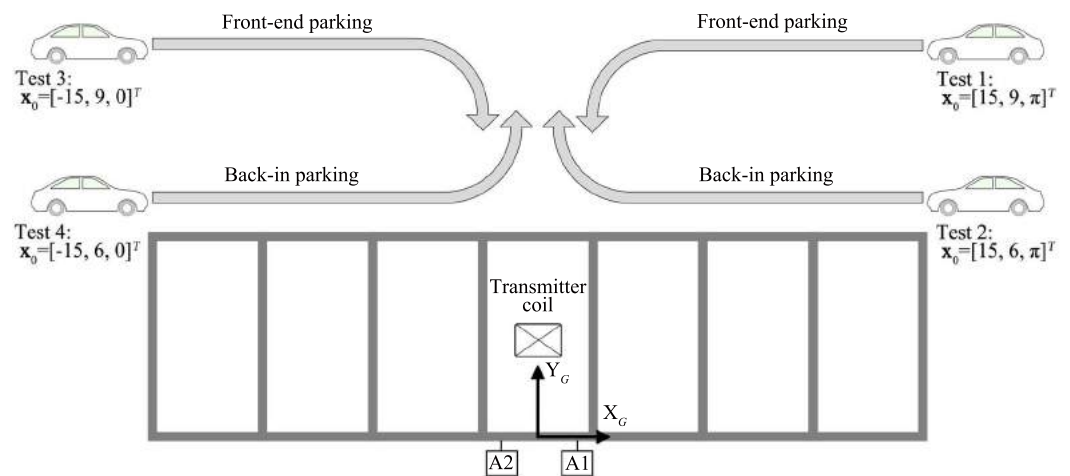 Front-end parking
Front-end parking
Test 3:
x₀=[-15, 9, 0]ᵀ
Test 1:
x₀=[15, 9, π]ᵀ
Back-in parking
Back-in parking
Test 4:
x₀=[-15, 6, 0]ᵀ
Test 2:
x₀=[15, 6, π]ᵀ
Transmitter
coil
Y_G
X_G
A2
A1